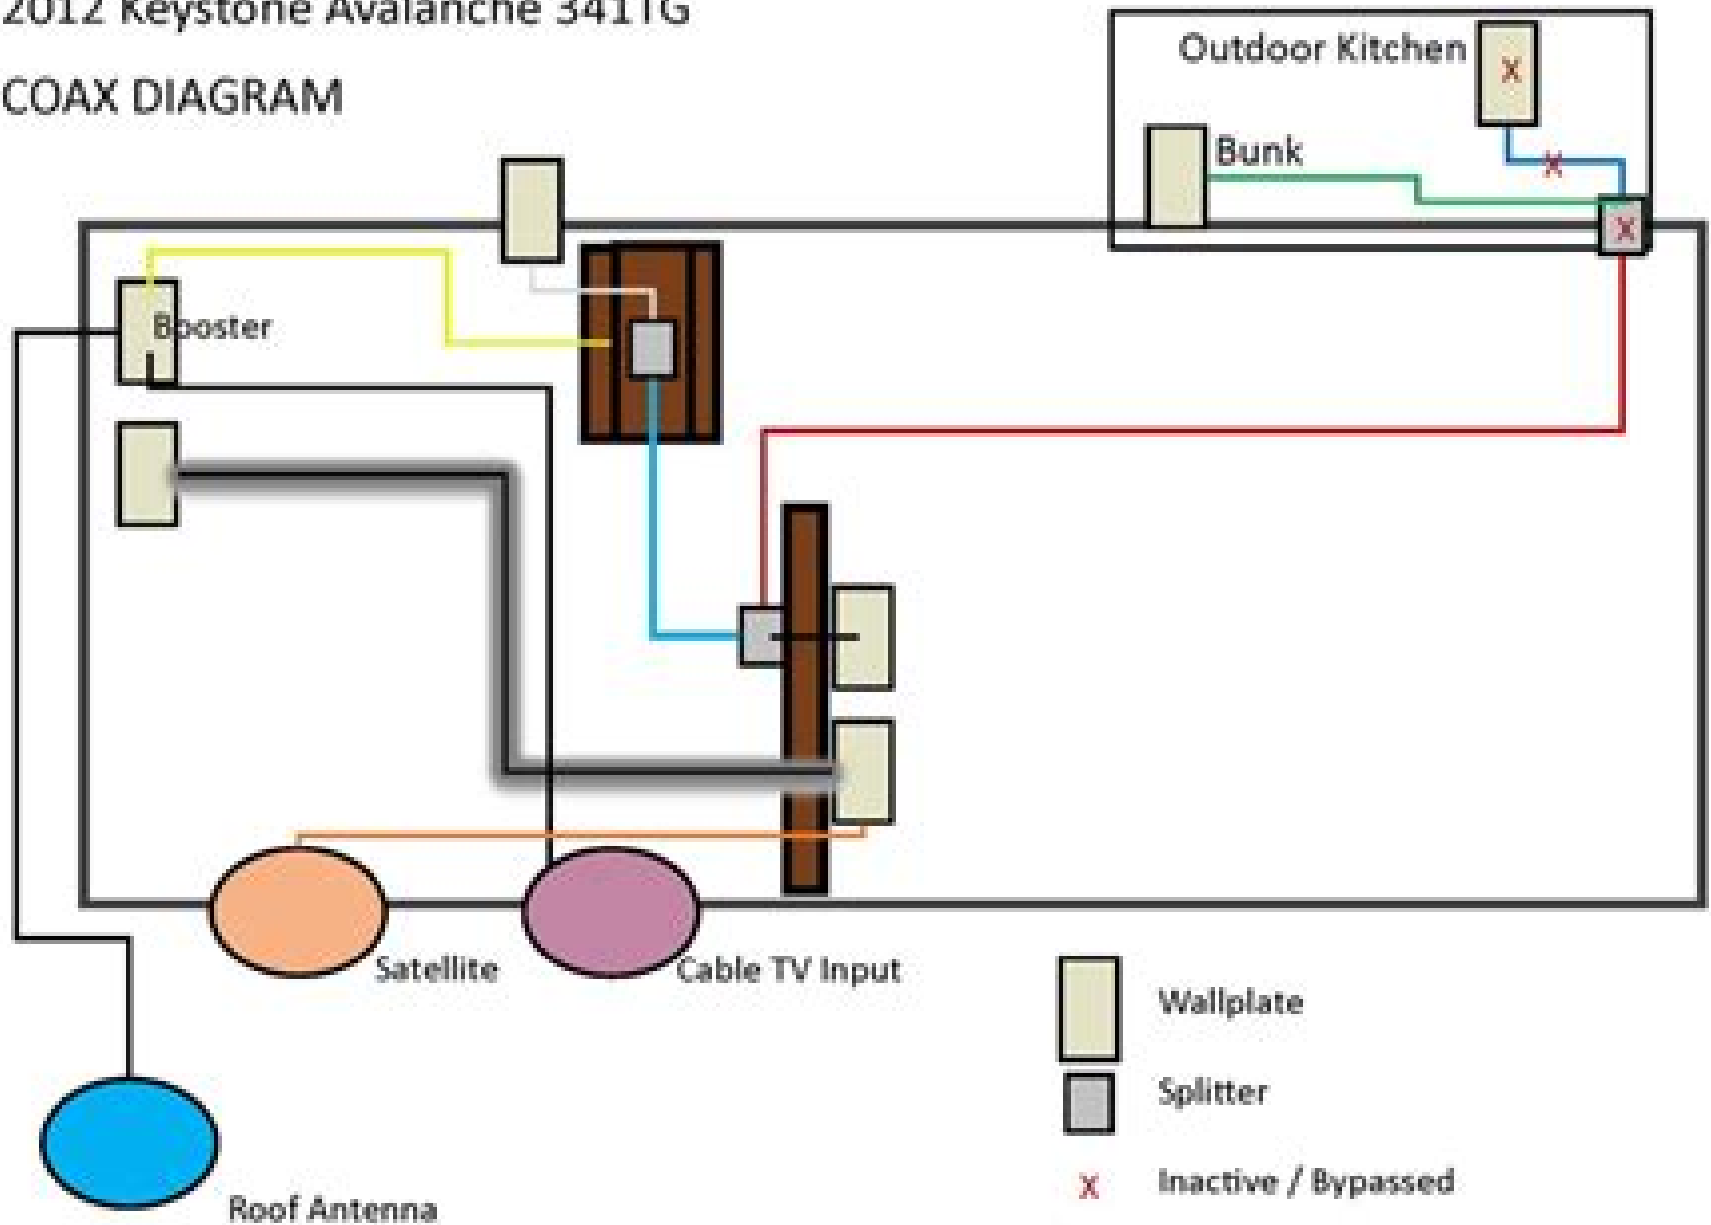 2012 Keystone Avalanche 341TG
COAX DIAGRAM
Outdoor Kitchen
X
Bunk
X
X
Booster
Satellite
Cable TV Input
Wallplate
Splitter
X
Inactive / Bypassed
Roof Antenna